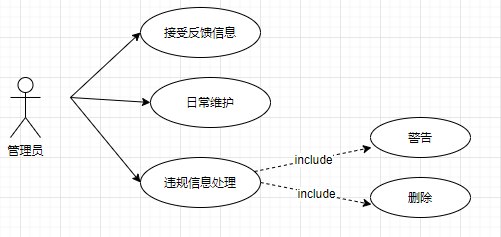 接受反馈信息
日常维护
管理员
违规信息处理
include
警告
include
删除